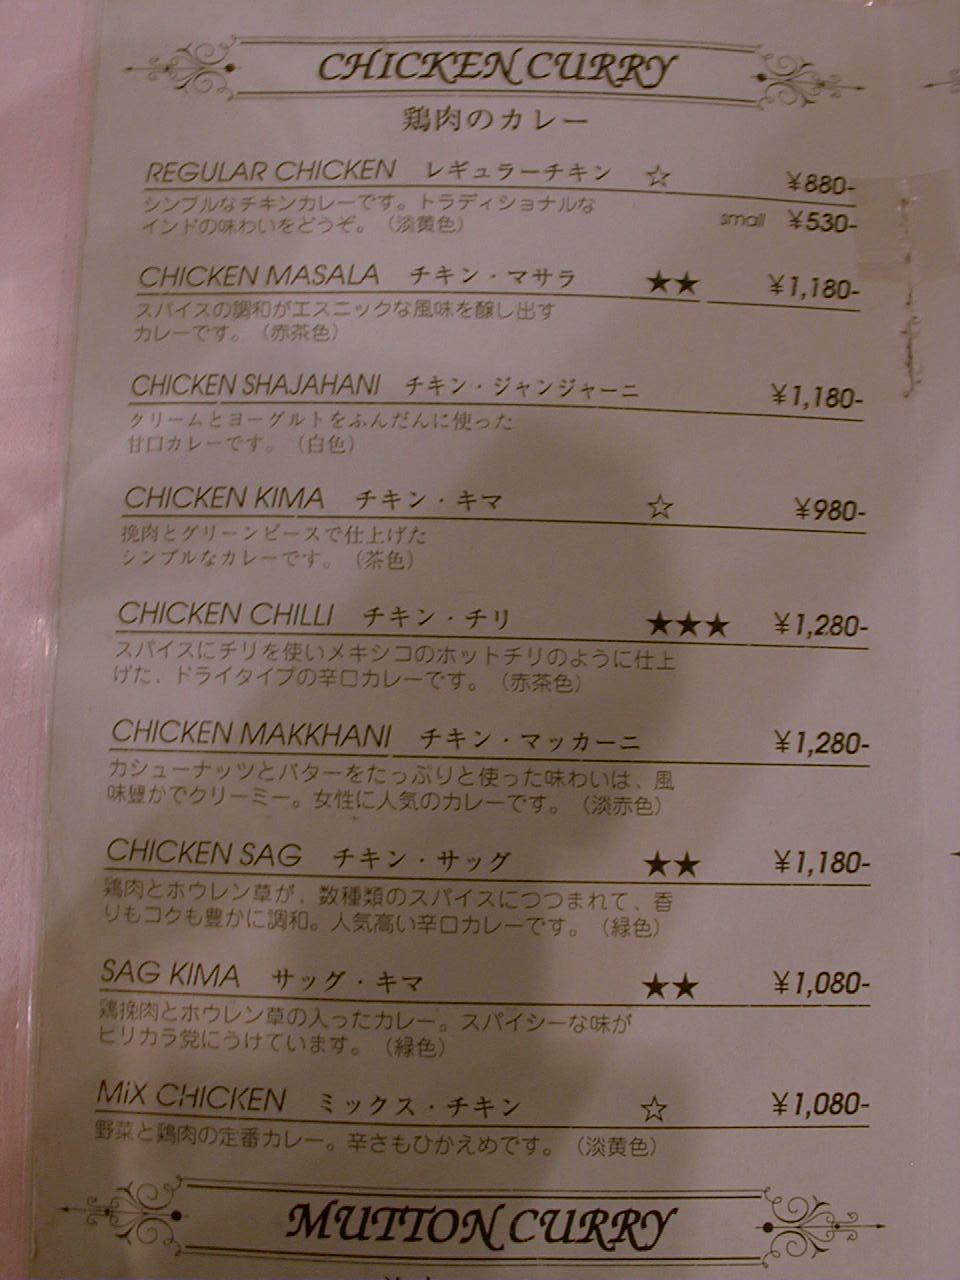 CHICKEN CURRY
鶏肉のカレー
REGULAR CHICKEN レギュラーチキン ☆ ¥880-
シンプルなチキンカレーです。トラディショナルな small ¥530-
インドの味わいをどうぞ。（淡黄色）
CHICKEN MASALA チキン・マサラ ★★ ¥1,180-
スパイスの調和がエスニックな風味を醸し出す
カレーです。（赤茶色）
CHICKEN SHAJAHANI チキン・ジャンジャーニ ¥1,180-
クリームとヨーグルトをふんだんに使った
甘口カレーです。（白色）
CHICKEN KIMA チキン・キマ ☆ ¥980-
挽肉とグリーンピースで仕上げた
シンプルなカレーです。（茶色）
CHICKEN CHILLI チキン・チリ ★★★ ¥1,280-
スパイスにチリを使いメキシコのホットチリのように仕上
げた、ドライタイプの辛口カレーです。（赤茶色）
CHICKEN MAKKHANI チキン・マッカーニ ¥1,280-
カシューナッツとバターをたっぷりと使った味わいは、風
味豊かでクリーミー。女性に人気のカレーです。（淡赤色）
CHICKEN SAG チキン・サッグ ★★ ¥1,180-
鶏肉とホウレン草が、数種類のスパイスにつつまれて、香
りもコクも豊かに調和。人気高い辛口カレーです。（緑色）
SAG KIMA サッグ・キマ ★★ ¥1,080-
鶏挽肉とホウレン草の入ったカレー。スパイシーな味が
ピリカラ党にうけています。（緑色）
MiX CHICKEN ミックス・チキン ☆ ¥1,080-
野菜と鶏肉の定番カレー。辛さもひかえめです。（淡黄色）
MUTTON CURRY